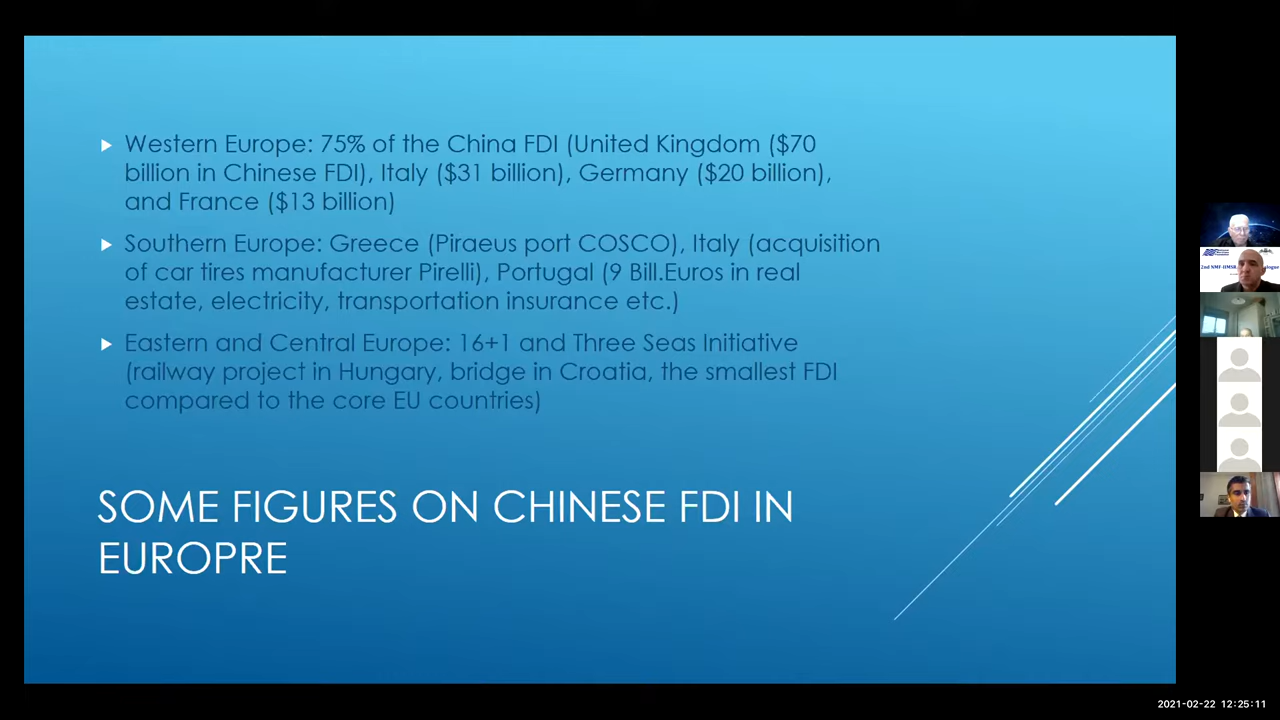 Western Europe: 75% of the China FDI (United Kingdom ($70
billion in Chinese FDI), Italy ($31 billion), Germany ($20 billion),
and France ($13 billion)
Southern Europe: Greece (Piraeus port COSCO), Italy (acquisition
of car tires manufacturer Pirelli), Portugal (9 Bill.Euros in real
estate, electricity, transportation insurance etc.)
Eastern and Central Europe: 16+1 and Three Seas Initiative
(railway project in Hungary, bridge in Croatia, the smallest FDI
compared to the core EU countries)
SOME FIGURES ON CHINESE FDI IN
EUROPRE
2021-02-22 12:25:11